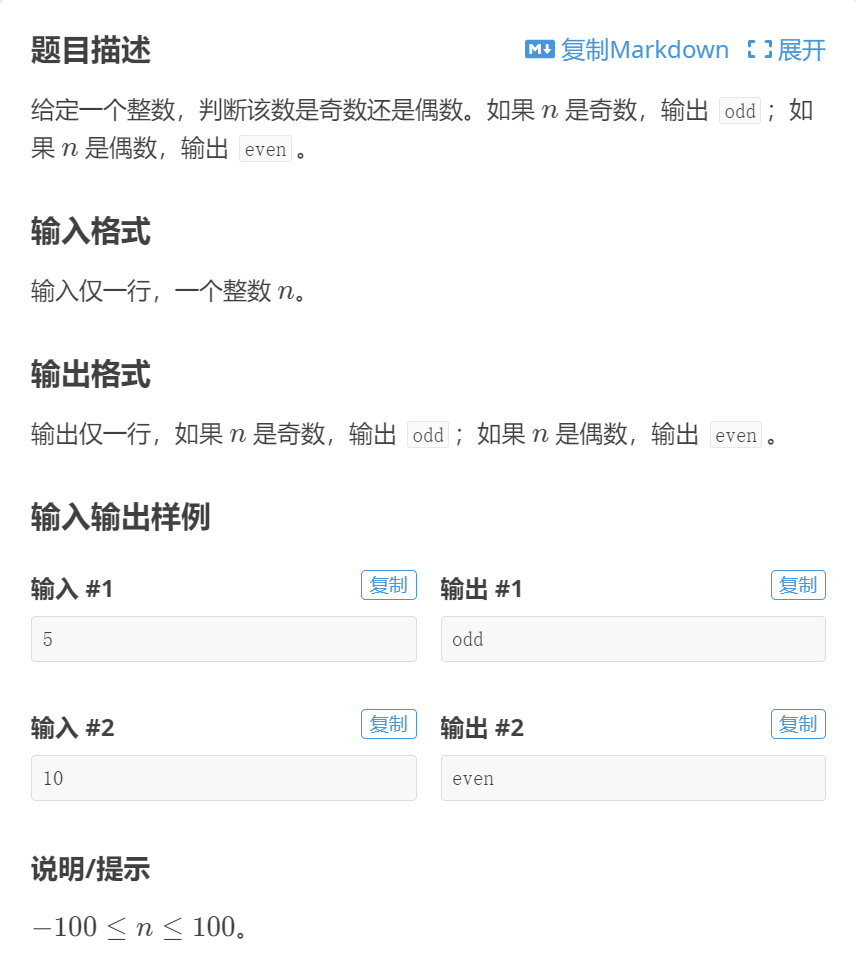 题目描述
复制Markdown 展开
给定一个整数，判断该数是奇数还是偶数。如果 n 是奇数，输出 odd ；如
果 n 是偶数，输出 even 。
输入格式
输入仅一行，一个整数 n。
输出格式
输出仅一行，如果 n 是奇数，输出 odd ；如果 n 是偶数，输出 even 。
输入输出样例
输入 #1 复制
5
输出 #1 复制
odd
输入 #2 复制
10
输出 #2 复制
even
说明/提示
−100 ≤ n ≤ 100。